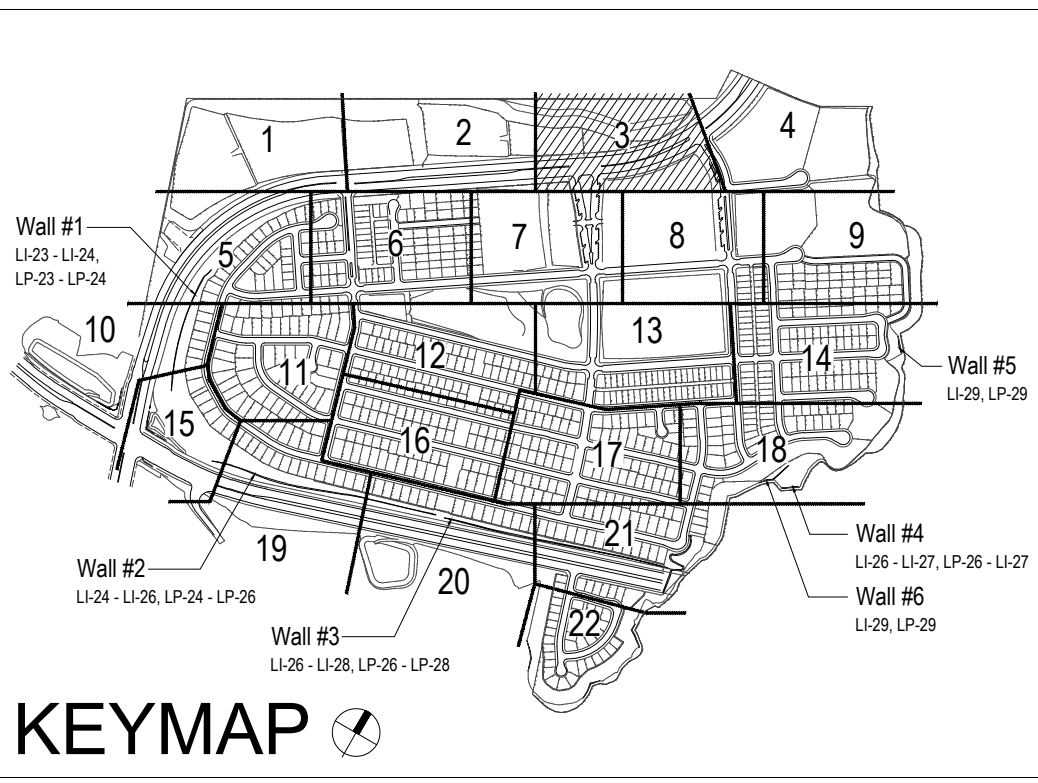 1
2
3
4
Wall #1
LI-23 - LI-24,
LP-23 - LP-24
5
6
7
8
9
10
11
12
13
14
Wall #5
LI-29, LP-29
15
16
17
18
Wall #4
LI-26 - LI-27, LP-26 - LI-27
Wall #6
LI-29, LP-29
19
20
21
22
Wall #2
LI-24 - LI-26, LP-24 - LP-26
Wall #3
LI-26 - LI-28, LP-26 - LP-28
KEYMAP